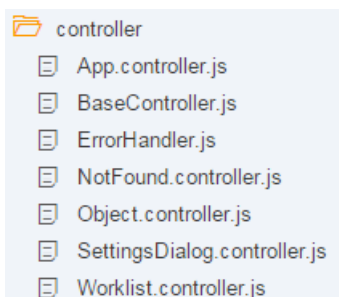 controller
App.controller.js
BaseController.js
ErrorHandler.js
NotFound.controller.js
Object.controller.js
SettingsDialog.controller.js
Worklist.controller.js